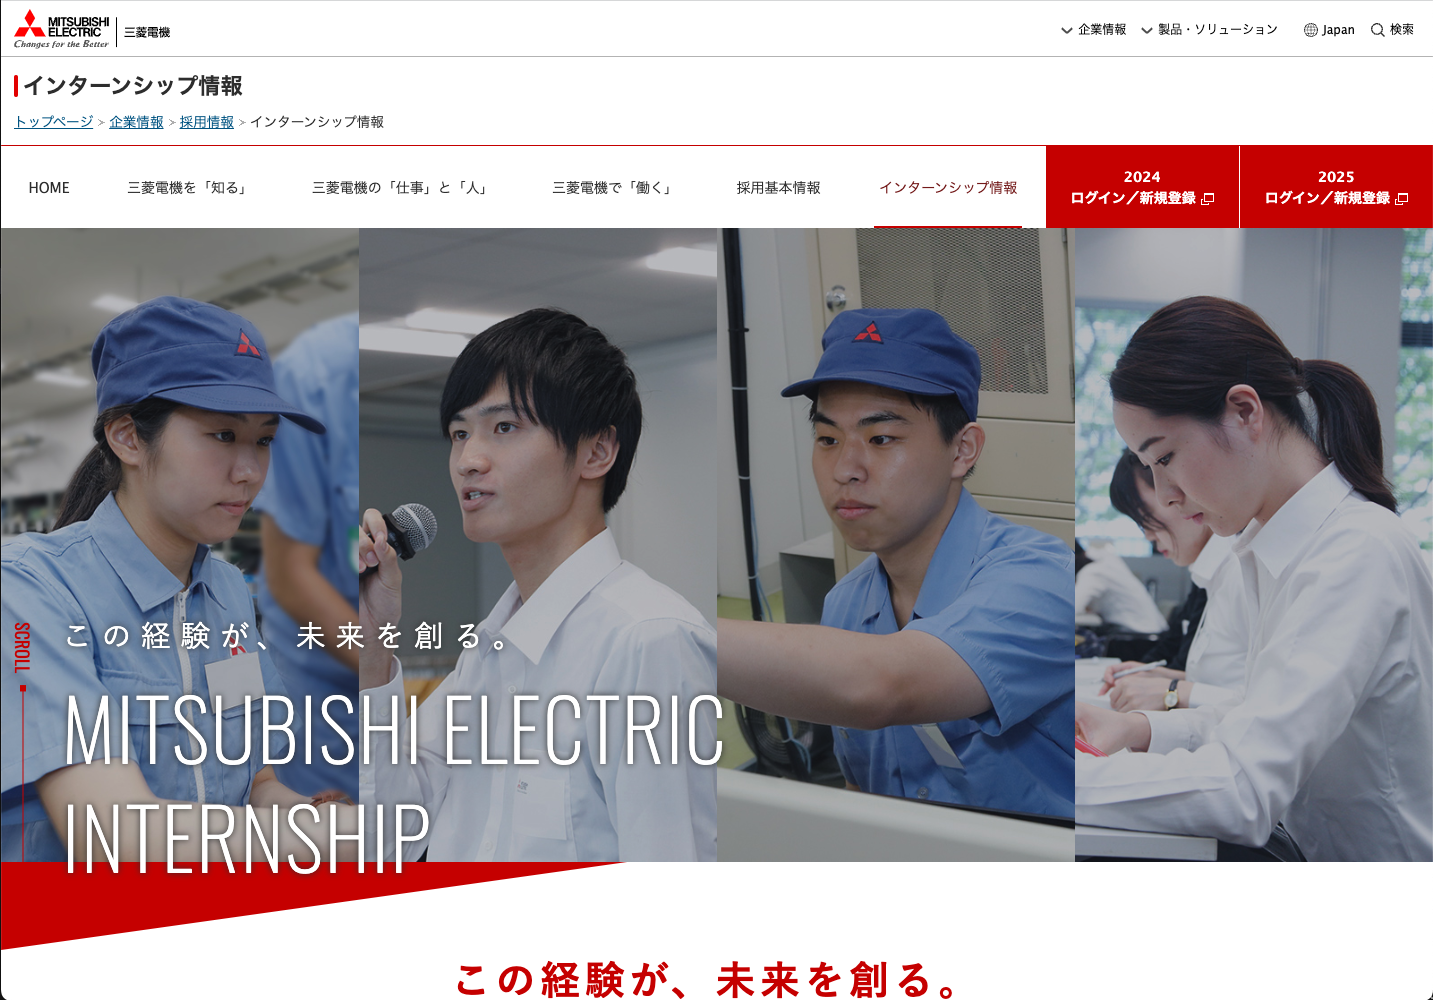 MITSUBISHI
ELECTRIC
Changes for the Better
三菱電機
企業情報
製品・ソリューション
Japan
検索
インターンシップ情報
トップページ > 企業情報 > 採用情報 > インターンシップ情報
HOME
三菱電機を「知る」
三菱電機の「仕事」と「人」
三菱電機で「働く」
採用基本情報
インターンシップ情報
2024
ログイン／新規登録
2025
ログイン／新規登録
SCROLL
この経験が、未来を創る。
MITSUBISHI ELECTRIC
INTERNSHIP
この経験が、未来を創る。